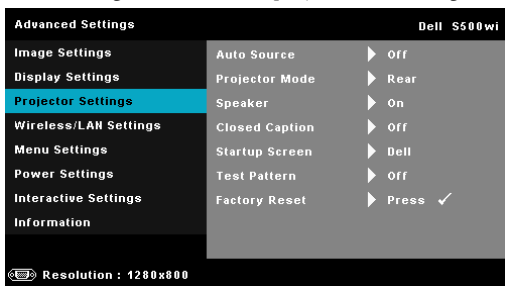 Advanced Settings Dell S500wi
Image Settings
Display Settings
Projector Settings
Wireless/LAN Settings
Menu Settings
Power Settings
Interactive Settings
Information
Auto Source Off
Projector Mode Rear
Speaker On
Closed Caption Off
Startup Screen Dell
Test Pattern Off
Factory Reset Press ✓
Resolution : 1280x800